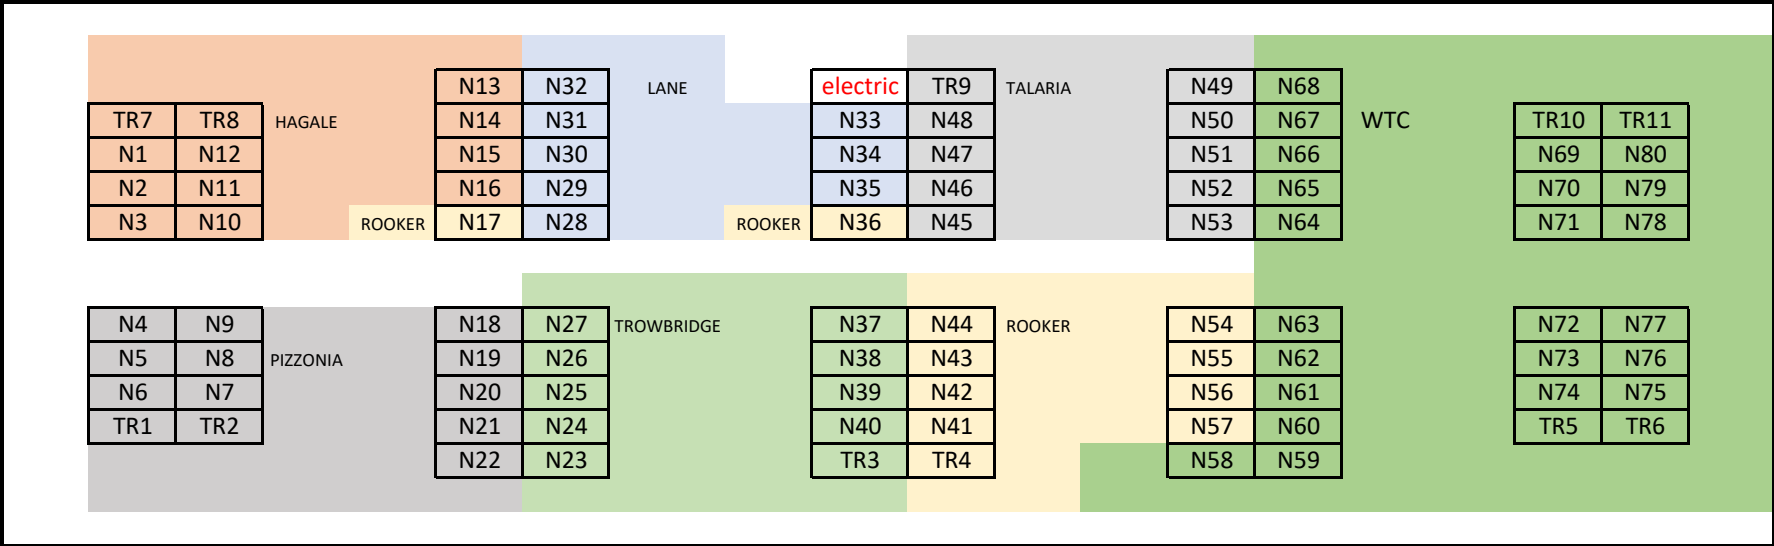 N13 N32 LANE electric TR9 TALARIA N49 N68
TR7 TR8 HAGALE N14 N31 N33 N48 N50 N67 WTC TR10 TR11
N1 N12 N15 N30 N34 N47 N51 N66 N69 N80
N2 N11 N16 N29 N35 N46 N52 N65 N70 N79
N3 N10 ROOKER N17 N28 ROOKER N36 N45 N53 N64 N71 N78
N4 N9 N18 N27 TROWBRIDGE N37 N44 ROOKER N54 N63 N72 N77
N5 N8 PIZZONIA N19 N26 N38 N43 N55 N62 N73 N76
N6 N7 N20 N25 N39 N42 N56 N61 N74 N75
TR1 TR2 N21 N24 N40 N41 N57 N60 TR5 TR6
N22 N23 TR3 TR4 N58 N59